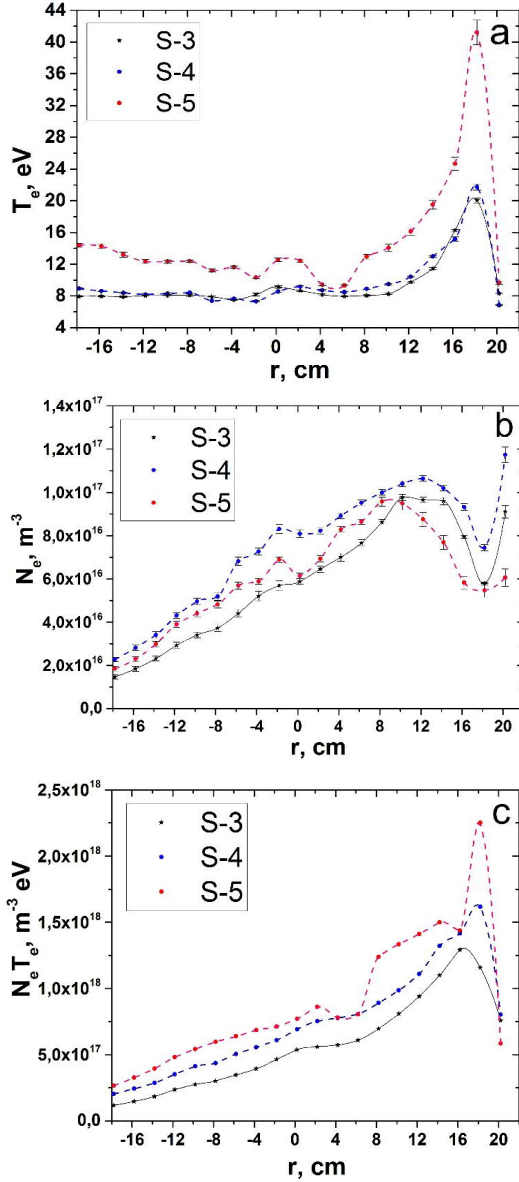 a
S-3
S-4
S-5
44
40
36
32
28
24
20
16
12
8
4
Te, eV
-16 -12 -8 -4 0 4 8 12 16 20
r, cm
b
S-3
S-4
S-5
1,4x10^17
1,2x10^17
1,0x10^17
8,0x10^16
6,0x10^16
4,0x10^16
2,0x10^16
0,0
Ne, m^-3
-16 -12 -8 -4 0 4 8 12 16 20
r, cm
c
S-3
S-4
S-5
2,5x10^18
2,0x10^18
1,5x10^18
1,0x10^18
5,0x10^17
0,0
NeTe, m^-3 eV
-16 -12 -8 -4 0 4 8 12 16 20
r, cm